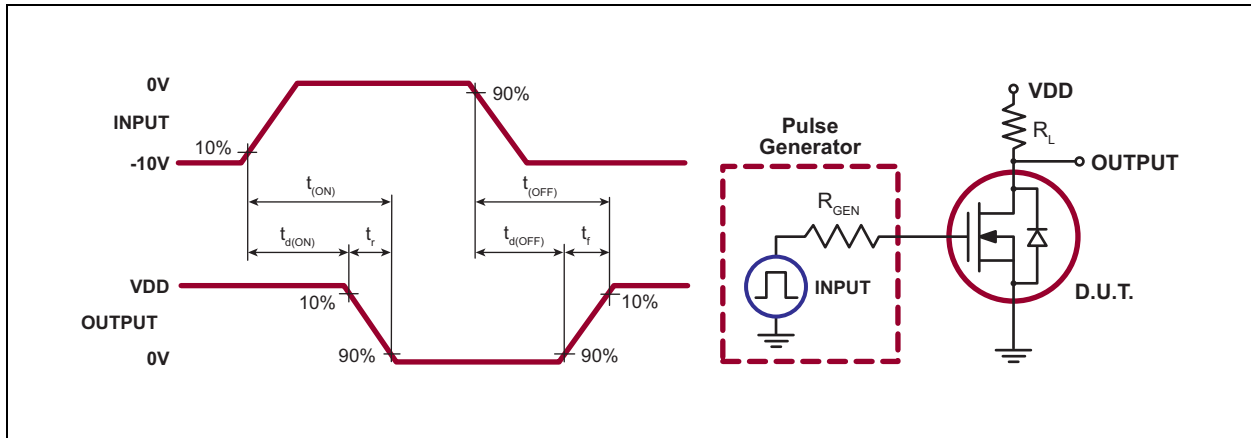 0V
INPUT
-10V
10%
90%
t(ON)
t(OFF)
td(ON)
tr
td(OFF)
tf
VDD
OUTPUT
0V
10%
90%
90%
10%
Pulse
Generator
RGEN
INPUT
VDD
RL
OUTPUT
D.U.T.